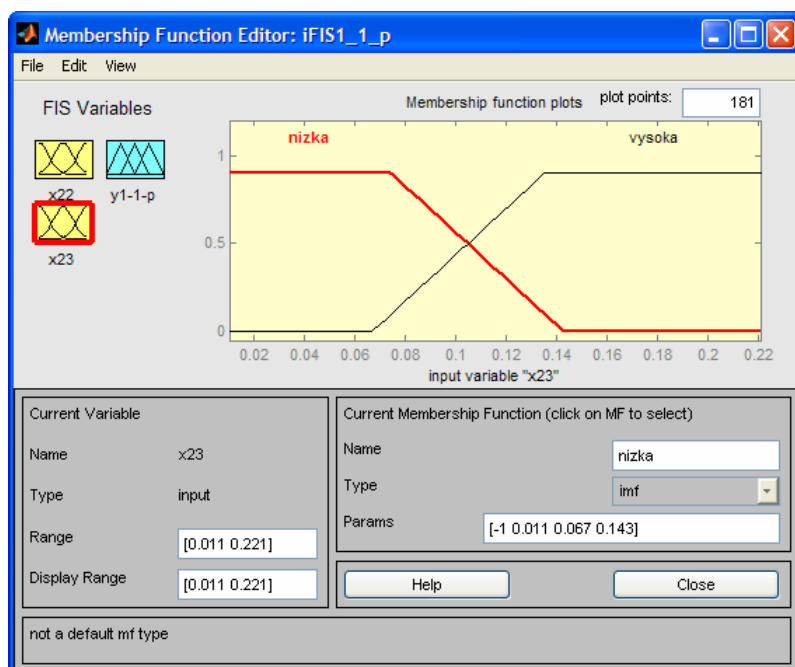 Membership Function Editor: iFIS1_1_p
File Edit View
FIS Variables
Membership function plots plot points: 181
nizka vysoka
1
0.5
0
0.02 0.04 0.06 0.08 0.1 0.12 0.14 0.16 0.18 0.2 0.22
input variable "x23"
x22 y1-1-p
x23
Current Variable
Name x23
Type input
Range [0.011 0.221]
Display Range [0.011 0.221]
Current Membership Function (click on MF to select)
Name nizka
Type imf
Params [-1 0.011 0.067 0.143]
Help Close
not a default mf type